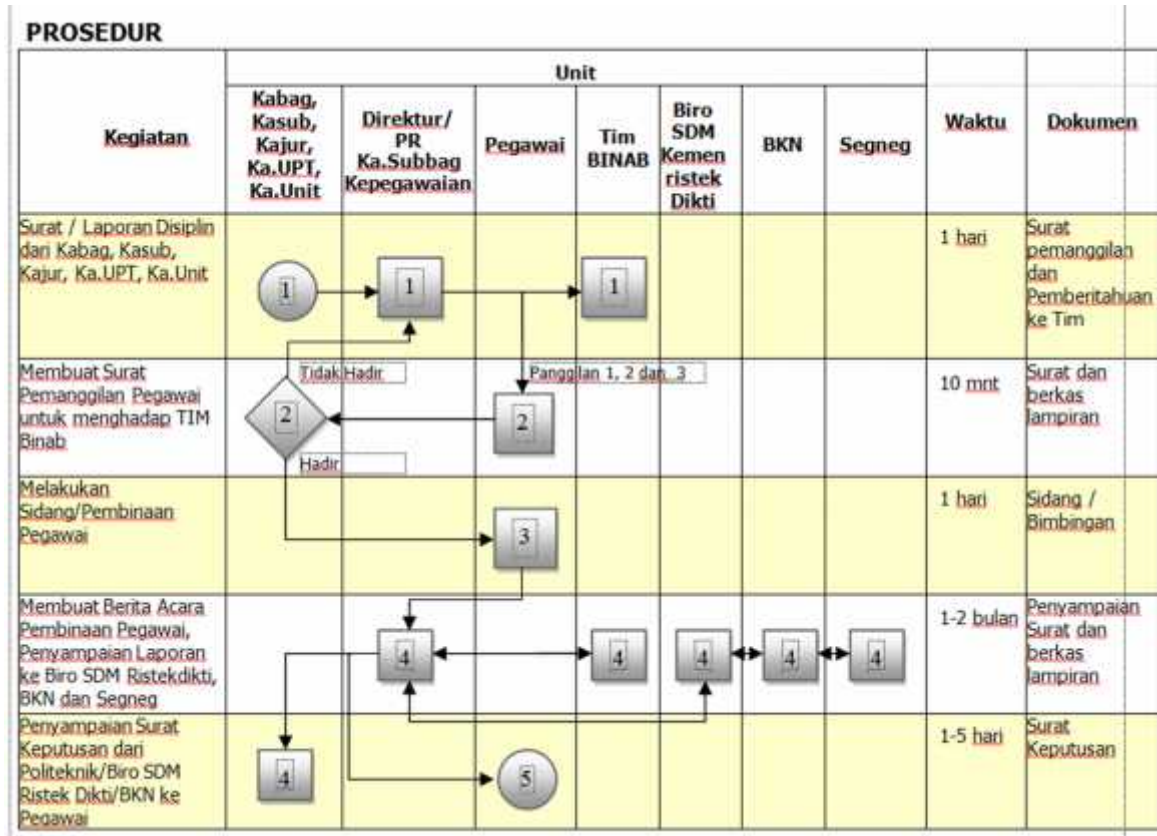 PROSEDUR
Kegiatan
Unit
Waktu
Dokumen
Kabag,
Kasub,
Kajur,
Ka.UPT,
Ka.Unit
Direktur/
PR
Ka.Subbag
Kepegawaian
Pegawai
Tim
BINAB
Biro
SDM
Kemen
ristek
Dikti
BKN
Segneg
Surat / Laporan Disiplin
dari Kabag, Kasub,
Kajur, Ka.UPT, Ka.Unit
1
1
1
1 hari
Surat
pemanggilan
dan
Pemberitahuan
ke Tim
Membuat Surat
Pemanggilan Pegawai
untuk menghadap TIM
Binab
Tidak Hadir
Panggilan 1, 2 dan 3
2
2
Hadir
10 mnt
Surat dan
berkas
lampiran
Melakukan
Sidang/Pembinaan
Pegawai
3
1 hari
Sidang /
Bimbingan
Membuat Berita Acara
Pembinaan Pegawai,
Penyampaian Laporan
ke Biro SDM Ristekdikti,
BKN dan Segneg
4
4
4
4
4
1-2 bulan
Penyampaian
Surat dan
berkas
lampiran
Penyampaian Surat
Keputusan dari
Politeknik/Biro SDM
Ristek Dikti/BKN ke
Pegawai
4
5
1-5 hari
Surat
Keputusan